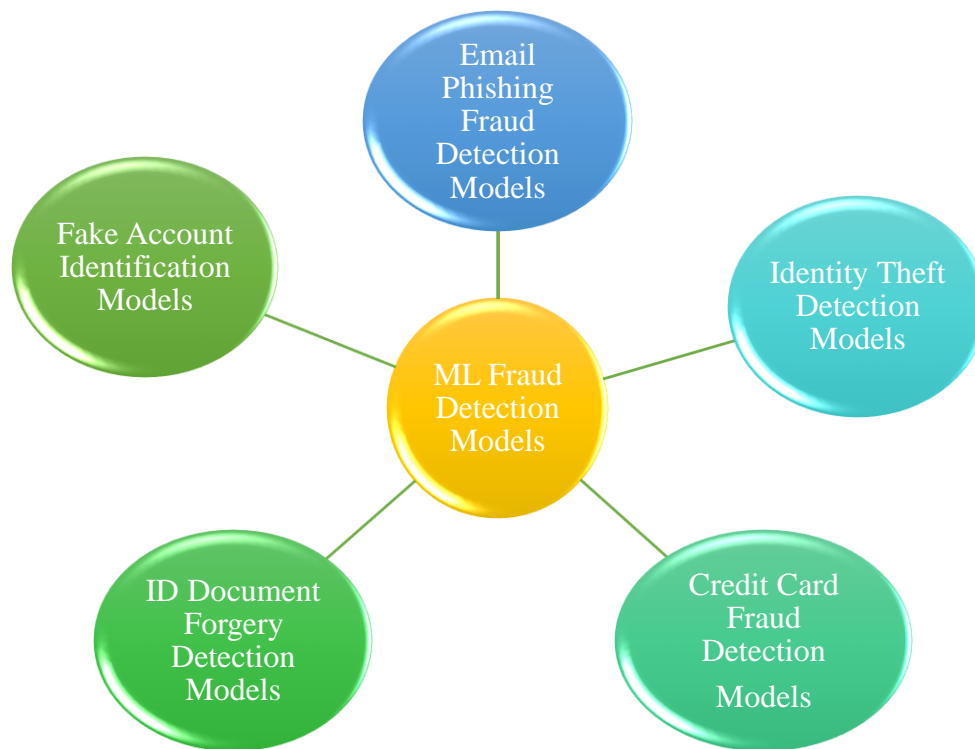 Email
Phishing
Fraud
Detection
Models
Fake Account
Identification
Models
Identity Theft
Detection
Models
ML Fraud
Detection
Models
ID Document
Forgery
Detection
Models
Credit Card
Fraud
Detection
Models